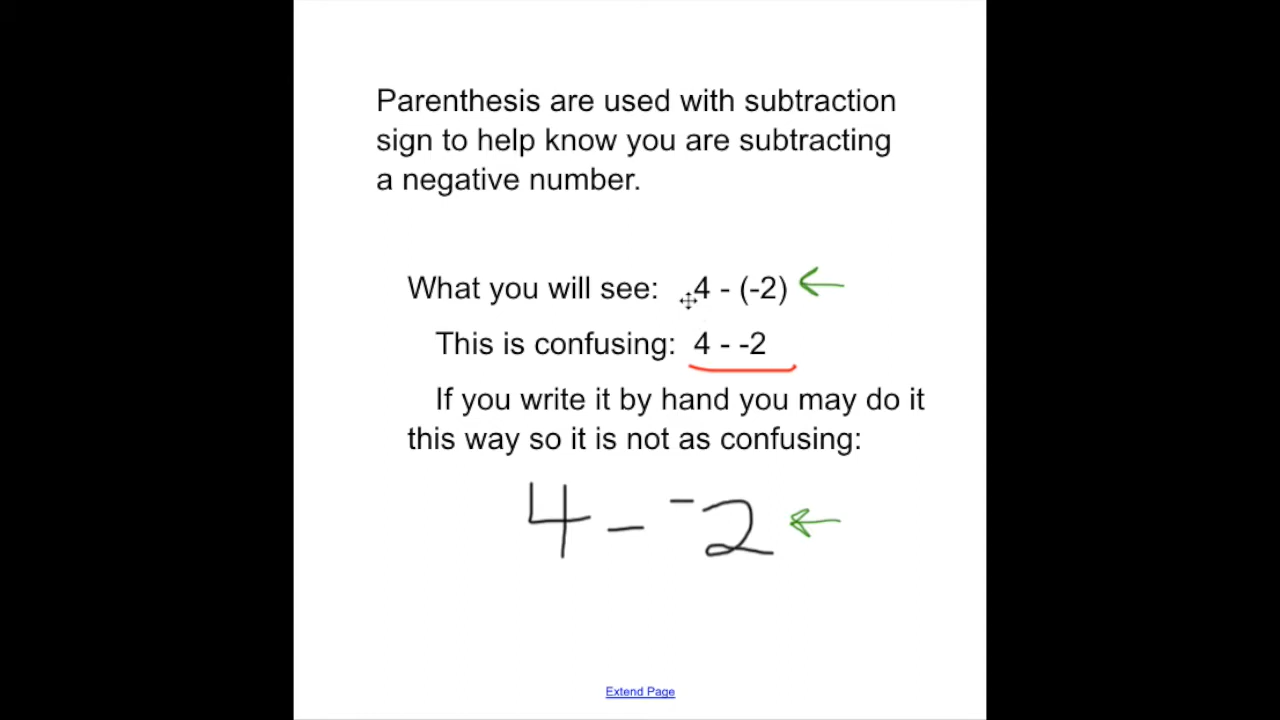 Parenthesis are used with subtraction
sign to help know you are subtracting
a negative number.
What you will see: 4 - (-2)
This is confusing: 4 - -2
If you write it by hand you may do it
this way so it is not as confusing:
4 - ⁻2
Extend Page